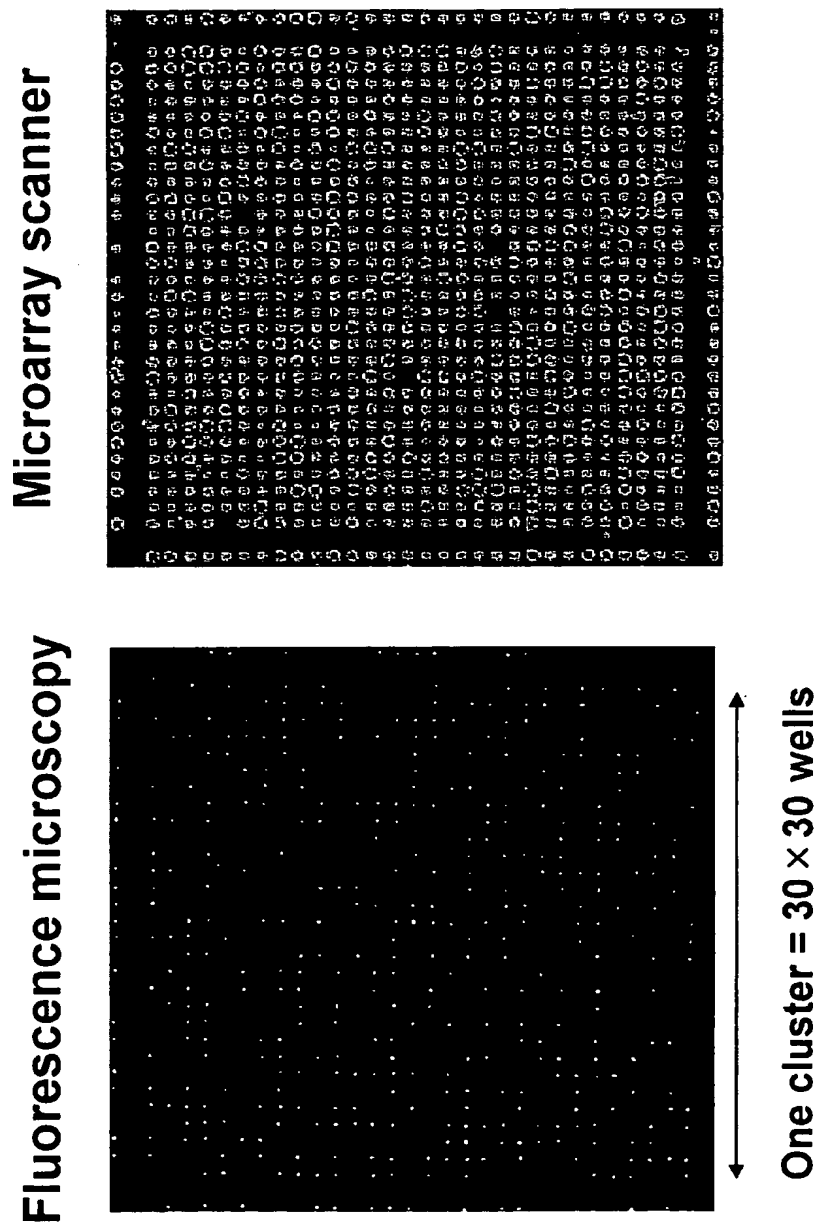 Fluorescence microscopy
Microarray scanner
One cluster = 30 × 30 wells